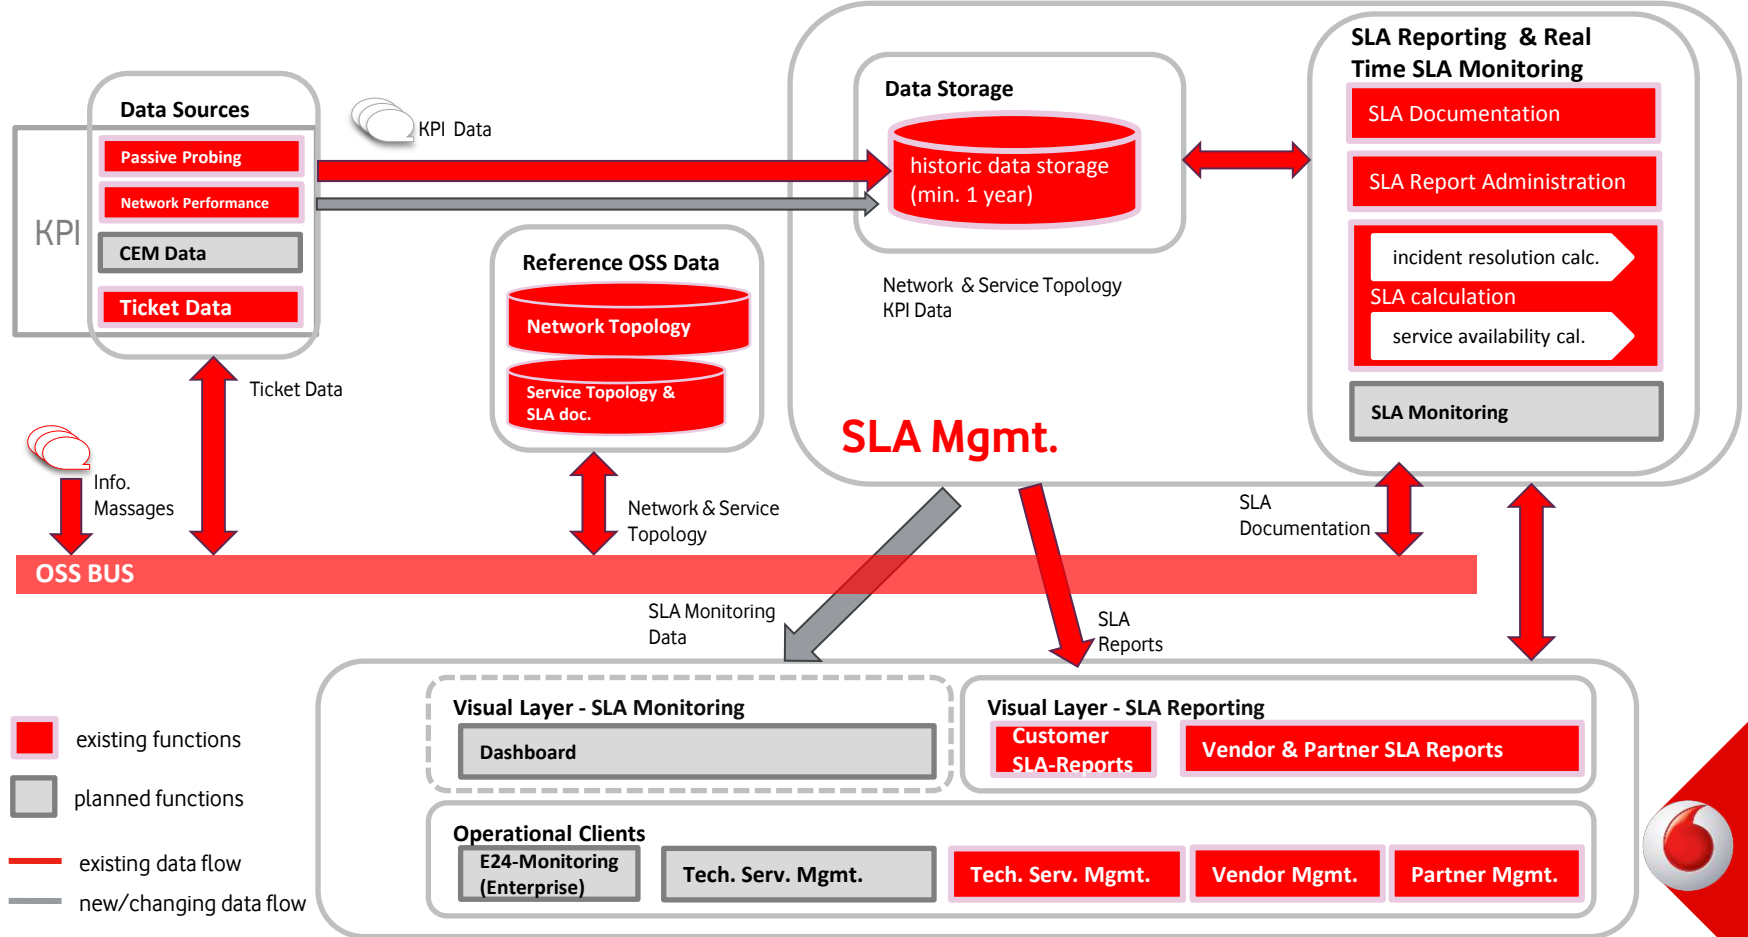 SLA Reporting & Real
Time SLA Monitoring
Data Sources
KPI Data
Data Storage
SLA Documentation
Passive Probing
historic data storage
(min. 1 year)
SLA Report Administration
Network Performance
KPI
CEM Data
Reference OSS Data
incident resolution calc.
Ticket Data
Network Topology
Network & Service Topology
KPI Data
SLA calculation
service availability cal.
Ticket Data
Service Topology &
SLA doc.
SLA Monitoring
SLA Mgmt.
Info.
Massages
Network & Service
Topology
SLA
Documentation
OSS BUS
SLA Monitoring
Data
SLA
Reports
Visual Layer - SLA Monitoring
Dashboard
Visual Layer - SLA Reporting
Customer
SLA-Reports
Vendor & Partner SLA Reports
existing functions
planned functions
Operational Clients
E24-Monitoring
(Enterprise)
Tech. Serv. Mgmt.
Tech. Serv. Mgmt.
Vendor Mgmt.
Partner Mgmt.
existing data flow
new/changing data flow